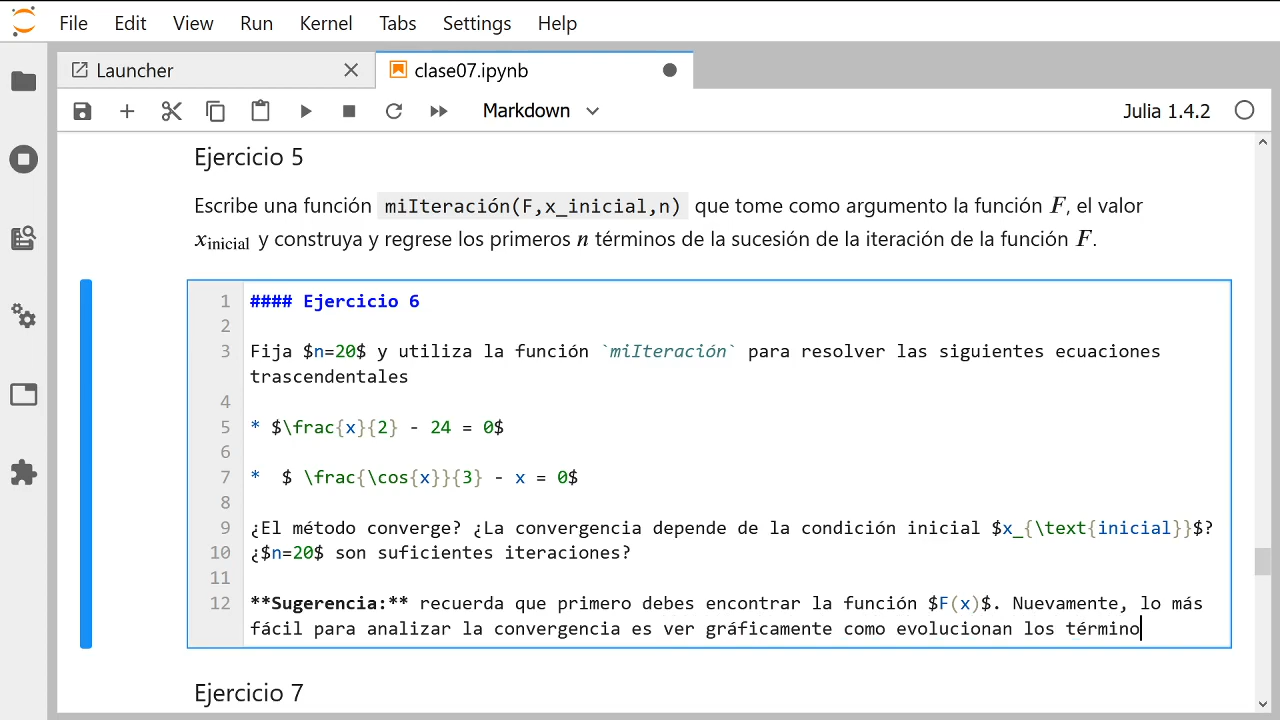 File Edit View Run Kernel Tabs Settings Help
Launcher
clase07.ipynb
Markdown
Julia 1.4.2
Ejercicio 5
Escribe una función miIteración(F,x_inicial,n) que tome como argumento la función F, el valor
x_inicial y construya y regrese los primeros n términos de la sucesión de la iteración de la función F.
1 #### Ejercicio 6
2
3 Fija $n=20$ y utiliza la función `miIteración` para resolver las siguientes ecuaciones
trascendentales
4
5 * $\frac{x}{2} - 24 = 0$
6
7 *  $ \frac{\cos{x}}{3} - x = 0$
8
9 ¿El método converge? ¿La convergencia depende de la condición inicial $x_{\text{inicial}}$?
10 ¿$n=20$ son suficientes iteraciones?
11
12 **Sugerencia:** recuerda que primero debes encontrar la función $F(x)$. Nuevamente, lo más
fácil para analizar la convergencia es ver gráficamente como evolucionan los término
Ejercicio 7